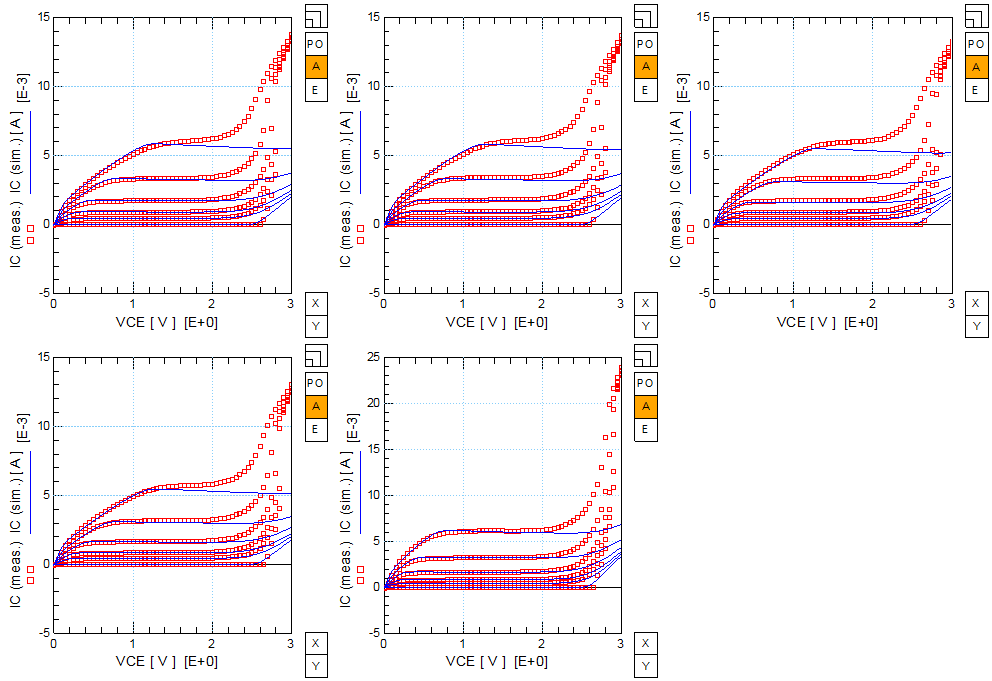 15
10
5
0
-5
0 1 2 3
VCE [ V ] [E+0]
IC (meas.) IC (sim.) [ A ] [E-3]
PO
A
E
X
Y
15
10
5
0
-5
0 1 2 3
VCE [ V ] [E+0]
IC (meas.) IC (sim.) [ A ] [E-3]
PO
A
E
X
Y
15
10
5
0
-5
0 1 2 3
VCE [ V ] [E+0]
IC (meas.) IC (sim.) [ A ] [E-3]
PO
A
E
X
Y
15
10
5
0
-5
0 1 2 3
VCE [ V ] [E+0]
IC (meas.) IC (sim.) [ A ] [E-3]
PO
A
E
X
Y
25
20
15
10
5
0
-5
0 1 2 3
VCE [ V ] [E+0]
IC (meas.) IC (sim.) [ A ] [E-3]
PO
A
E
X
Y